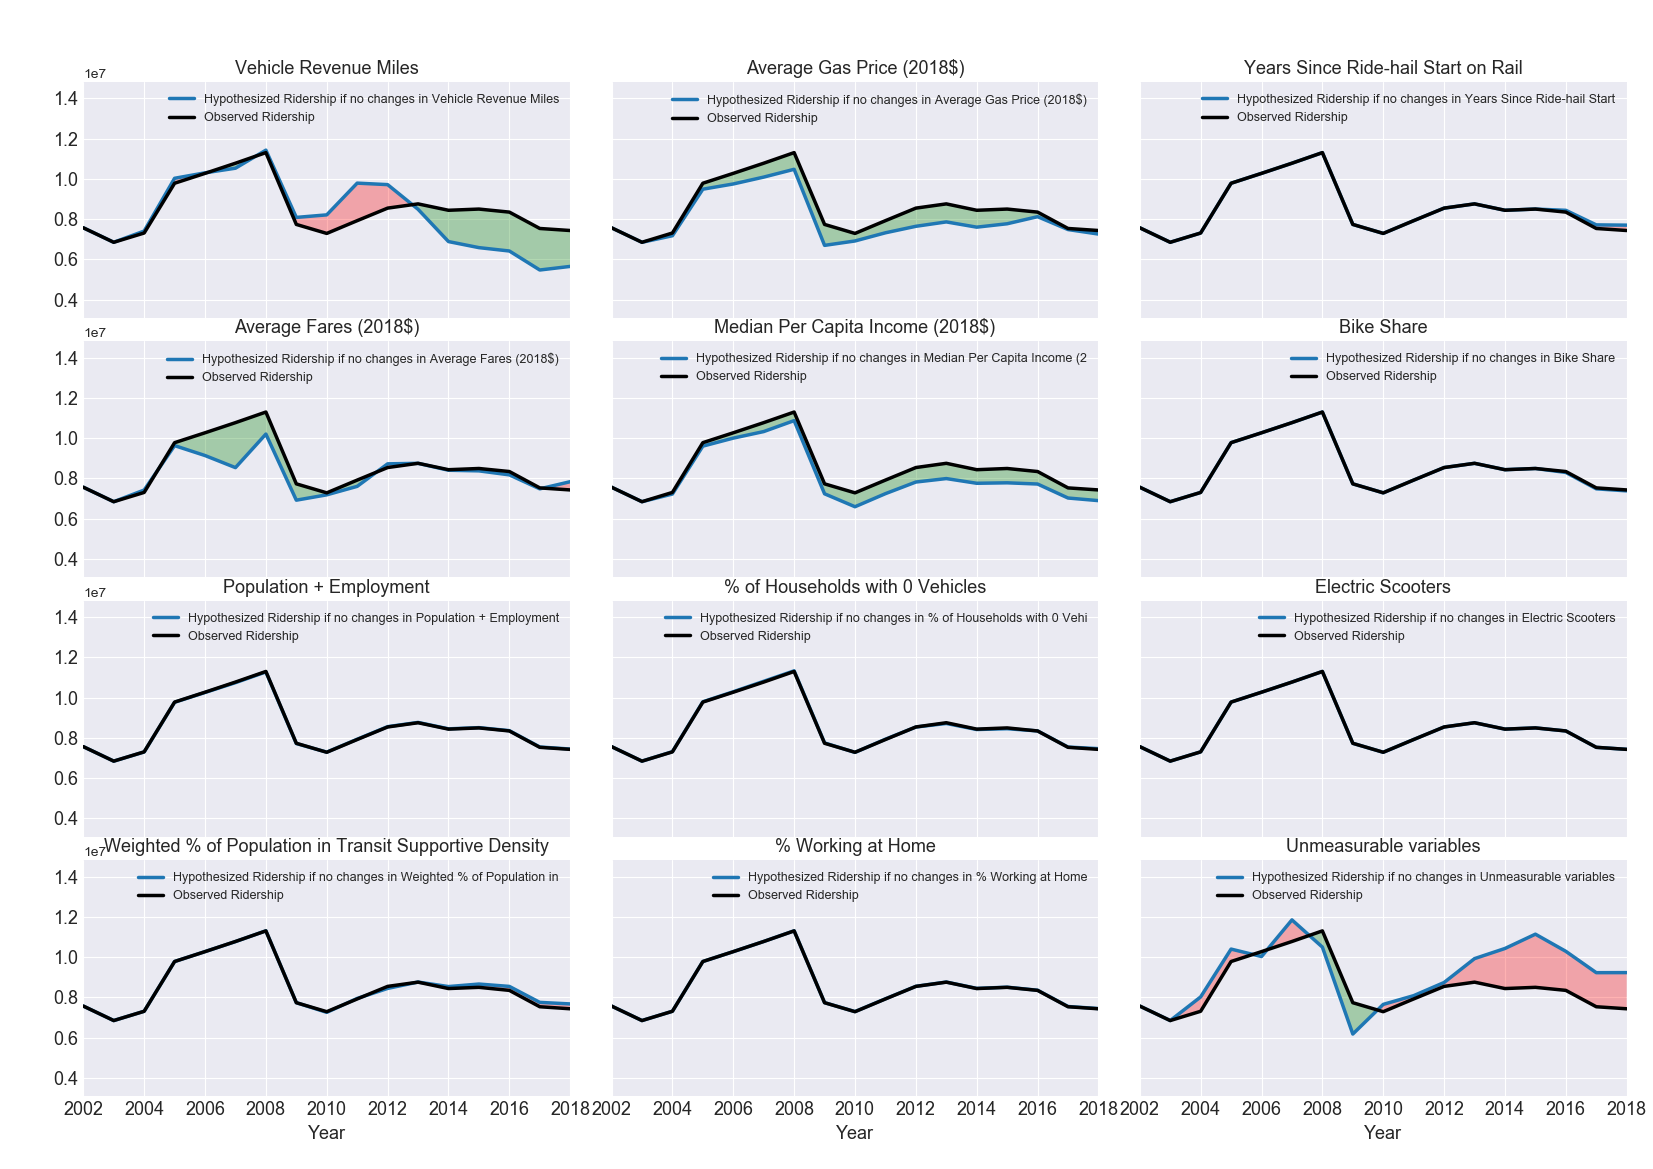 Vehicle Revenue Miles
1e7
Hypothesized Ridership if no changes in Vehicle Revenue Miles
Observed Ridership
1.4
1.2
1.0
0.8
0.6
0.4
Average Gas Price (2018$)
Hypothesized Ridership if no changes in Average Gas Price (2018$)
Observed Ridership
Years Since Ride-hail Start on Rail
Hypothesized Ridership if no changes in Years Since Ride-hail Start
Observed Ridership
Average Fares (2018$)
1e7
Hypothesized Ridership if no changes in Average Fares (2018$)
Observed Ridership
1.4
1.2
1.0
0.8
0.6
0.4
Median Per Capita Income (2018$)
Hypothesized Ridership if no changes in Median Per Capita Income (2
Observed Ridership
Bike Share
Hypothesized Ridership if no changes in Bike Share
Observed Ridership
Population + Employment
1e7
Hypothesized Ridership if no changes in Population + Employment
Observed Ridership
1.4
1.2
1.0
0.8
0.6
0.4
% of Households with 0 Vehicles
Hypothesized Ridership if no changes in % of Households with 0 Vehi
Observed Ridership
Electric Scooters
Hypothesized Ridership if no changes in Electric Scooters
Observed Ridership
Weighted % of Population in Transit Supportive Density
1e7
Hypothesized Ridership if no changes in Weighted % of Population in
Observed Ridership
1.4
1.2
1.0
0.8
0.6
0.4
2002 2004 2006 2008 2010 2012 2014 2016 2018
Year
% Working at Home
Hypothesized Ridership if no changes in % Working at Home
Observed Ridership
2002 2004 2006 2008 2010 2012 2014 2016 2018
Year
Unmeasurable variables
Hypothesized Ridership if no changes in Unmeasurable variables
Observed Ridership
2002 2004 2006 2008 2010 2012 2014 2016 2018
Year